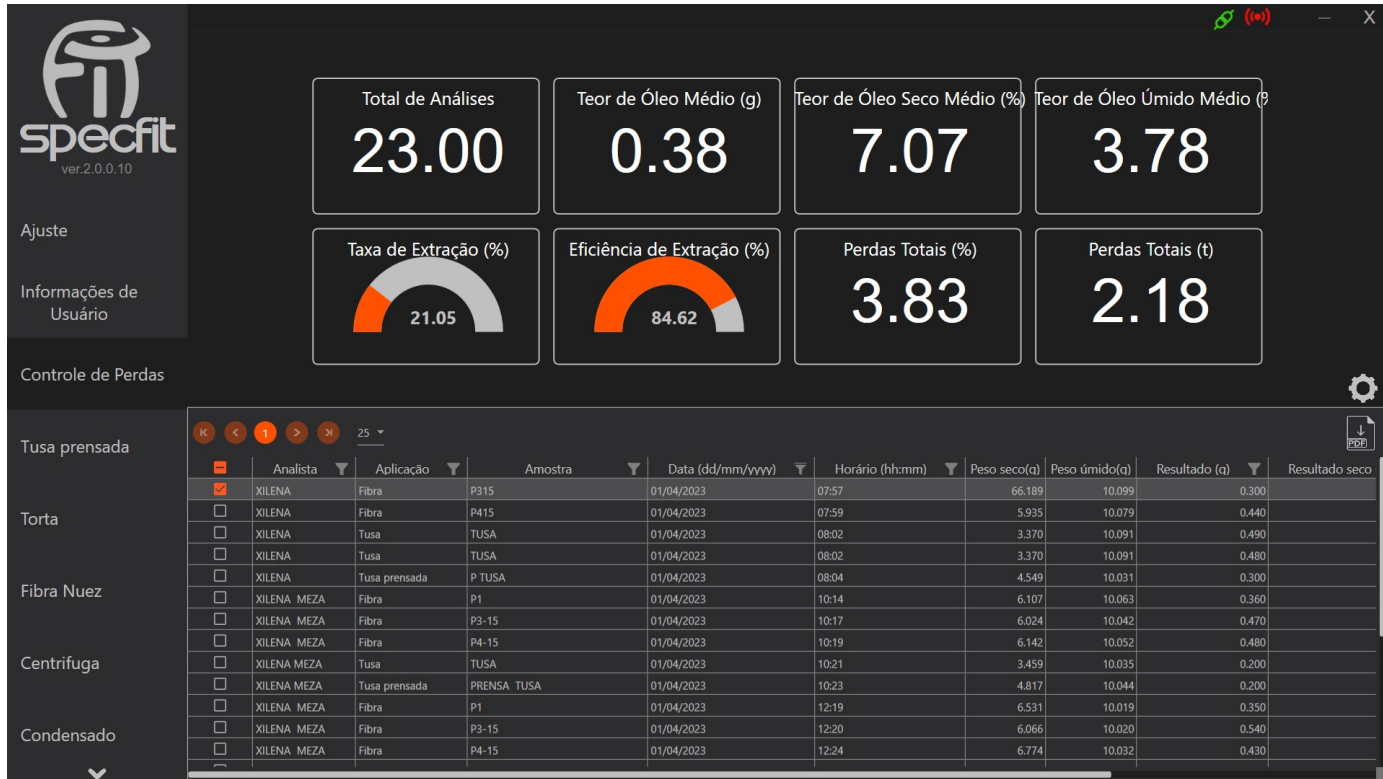 FIT
specfit
ver.2.0.0.10
Ajuste
Informações de
Usuário
Controle de Perdas
Tusa prensada
Torta
Fibra Nuez
Centrifuga
Condensado
X
Total de Análises
23.00
Teor de Óleo Médio (g)
0.38
Teor de Óleo Seco Médio (%)
7.07
Teor de Óleo Úmido Médio (%
3.78
Taxa de Extração (%)
21.05
Eficiência de Extração (%)
84.62
Perdas Totais (%)
3.83
Perdas Totais (t)
2.18
1 25
PDF
Analista Aplicação Amostra Data (dd/mm/yyyy) Horário (hh:mm) Peso seco(g) Peso úmido(g) Resultado (g) Resultado seco
XILENA Fibra P315 01/04/2023 07:57 66.189 10.099 0.300
XILENA Fibra P415 01/04/2023 07:59 5.935 10.079 0.440
XILENA Tusa TUSA 01/04/2023 08:02 3.370 10.091 0.490
XILENA Tusa TUSA 01/04/2023 08:02 3.370 10.091 0.480
XILENA Tusa prensada P TUSA 01/04/2023 08:04 4.549 10.031 0.300
XILENA MEZA Fibra P1 01/04/2023 10:14 6.107 10.063 0.360
XILENA MEZA Fibra P3-15 01/04/2023 10:17 6.024 10.042 0.470
XILENA MEZA Fibra P4-15 01/04/2023 10:19 6.142 10.052 0.480
XILENA MEZA Tusa TUSA 01/04/2023 10:21 3.459 10.035 0.200
XILENA MEZA Tusa prensada PRENSA TUSA 01/04/2023 10:23 4.817 10.044 0.200
XILENA MEZA Fibra P1 01/04/2023 12:19 6.531 10.019 0.350
XILENA MEZA Fibra P3-15 01/04/2023 12:20 6.066 10.020 0.540
XILENA MEZA Fibra P4-15 01/04/2023 12:24 6.774 10.032 0.430